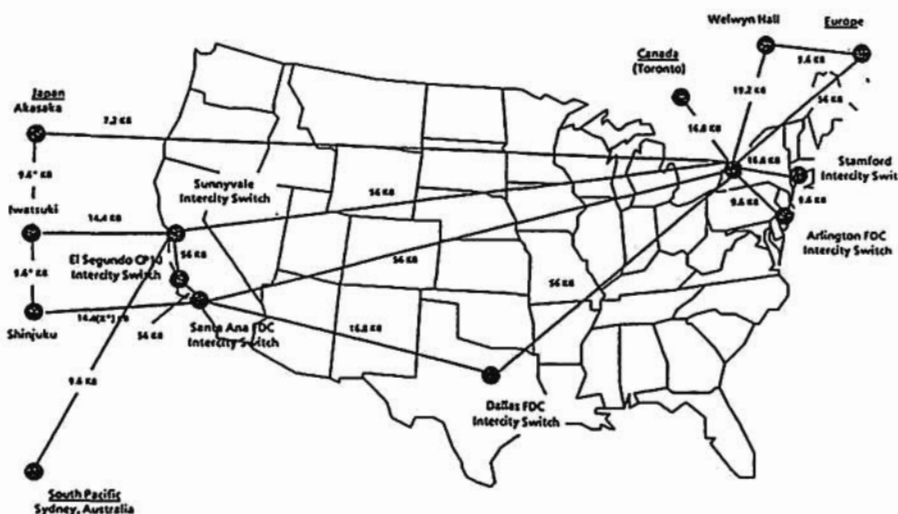 Welwyn Hall
Europe
Canada
(Toronto)
9.6 KB
19.2 KB
56 KB
Japan
Akasaka
7.2 KB
16.8 KB
16.8 KB
Stamford
Intercity Swit
9.6* KB
Sunnyvale
Intercity Switch
56 KB
9.6 KB
9.6 KB
Iwatsuki
14.4 KB
Arlington FDC
Intercity Switch
56 KB
56 KB
El Segundo CP10
Intercity Switch
9.6* KB
56 KB
Shinjuku
56 KB
Santa Ana FDC
Intercity Switch
16.8 KB
9.6 KB
Dallas FDC
Intercity Switch
South Pacific
Sydney, Australia